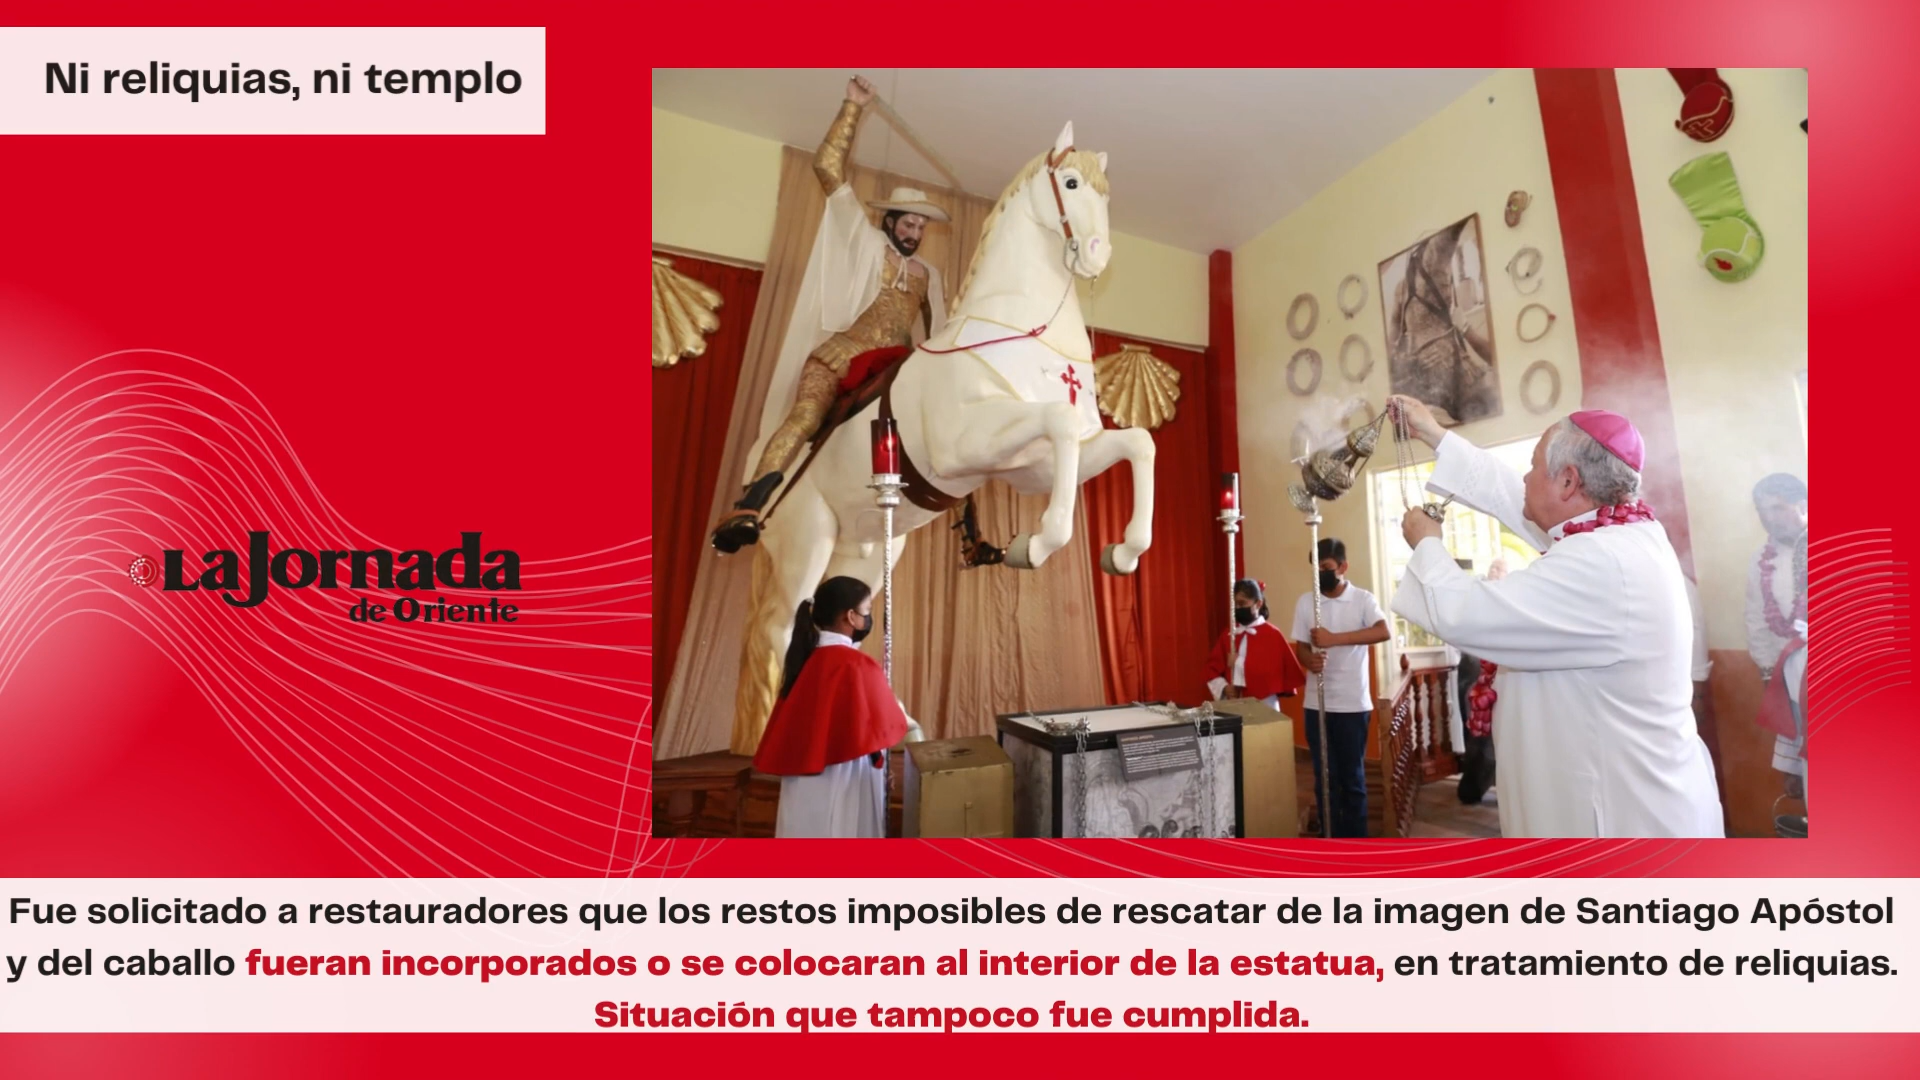 Ni reliquias, ni templo
La Jornada
de Oriente
Fue solicitado a restauradores que los restos imposibles de rescatar de la imagen de Santiago Apóstol
y del caballo fueran incorporados o se colocaran al interior de la estatua, en tratamiento de reliquias.
Situación que tampoco fue cumplida.